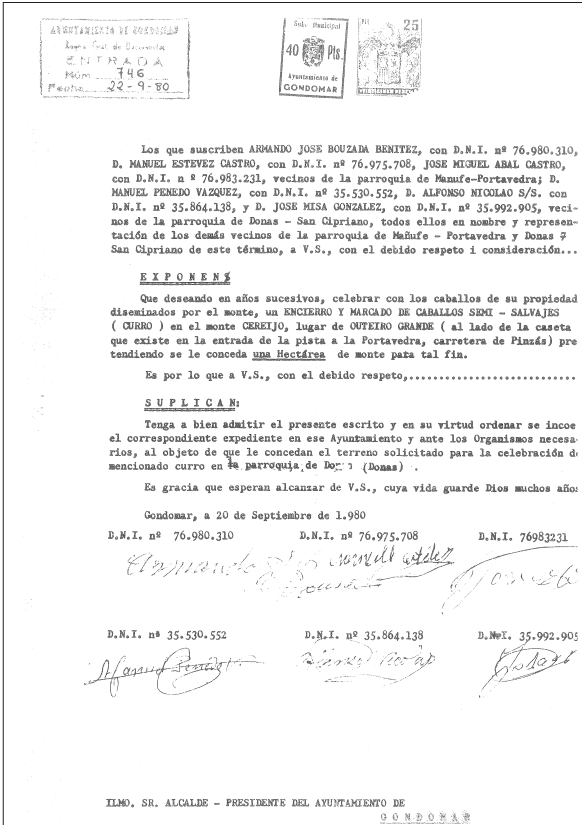 AYUNTAMIENTO DE GONDOMAR
Regtro. Gral. de Documentos
ENTRADA
Núm 746
Fecha 22-9-80
Sello Municipal
40 Pts.
Ayuntamiento de
GONDOMAR
25
Los que suscriben ARMANDO JOSE BOUZADA BENITEZ, con D.N.I. nº 76.980.310,
D. MANUEL ESTEVEZ CASTRO, con D.N.I. nº 76.975.708, JOSE MIGUEL ABAL CASTRO,
con D.N.I. n º 76.983.231, vecinos de la parroquia de Manufe-Portavedra; D.
MANUEL PENEDO VAZQUEZ, con D.N.I. nº 35.530.552, D. ALFONSO NICOLAO S/S. con
D.N.I. nº 35.864.138, y D. JOSE MISA GONZALEZ, con D.N.I. nº 35.992.905, veci-
nos de la parroquia de Donas - San Cipriano, todos ellos en nombre y represen-
tación de los demás vecinos de la parroquia de Mañufe - Portavedra y Donas 7
San Cipriano de este término, a V.S., con el debido respeto i consideración...
EXPONEN:
Que deseando en años sucesivos, celebrar con los caballos de su propiedad
diseminados por el monte, un ENCIERRO Y MARCADO DE CABALLOS SEMI - SALVAJES
( CURRO ) en el monte CEREIJO, lugar de OUTEIRO GRANDE ( al lado de la caseta
que existe en la entrada de la pista a la Portavedra, carretera de Pinzás) pre
tendiendo se le conceda una Hectárea de monte pata tal fin.
Es por lo que a V.S., con el debido respeto,............................
SUPLICAN:
Tenga a bien admitir el presente escrito y en su virtud ordenar se incoe
el correspondiente expediente en ese Ayuntamiento y ante los Organismos necesa-
rios, al objeto de que le concedan el terreno solicitado para la celebración de
mencionado curro en la parroquia de (Donas) .
Es gracia que esperan alcanzar de V.S., cuya vida guarde Dios muchos años
Gondomar, a 20 de Septiembre de 1.980
D.N.I. nº 76.980.310 D.N.I. nº 76.975.708 D.N.I. 76983231
Armando
D.N.I. nº 35.530.552 D.N.I. nº 35.864.138 D.N.I. 35.992.905
Manuel Penedo
ILMO. SR. ALCALDE - PRESIDENTE DEL AYUNTAMIENTO DE
GONDOMAR